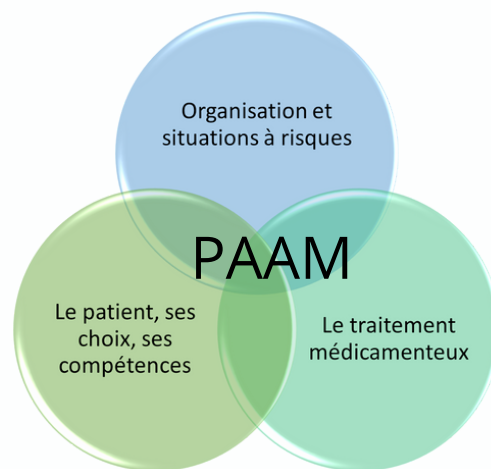 Organisation et
situations à risques
PAAM
Le patient, ses
choix, ses
compétences
Le traitement
médicamenteux